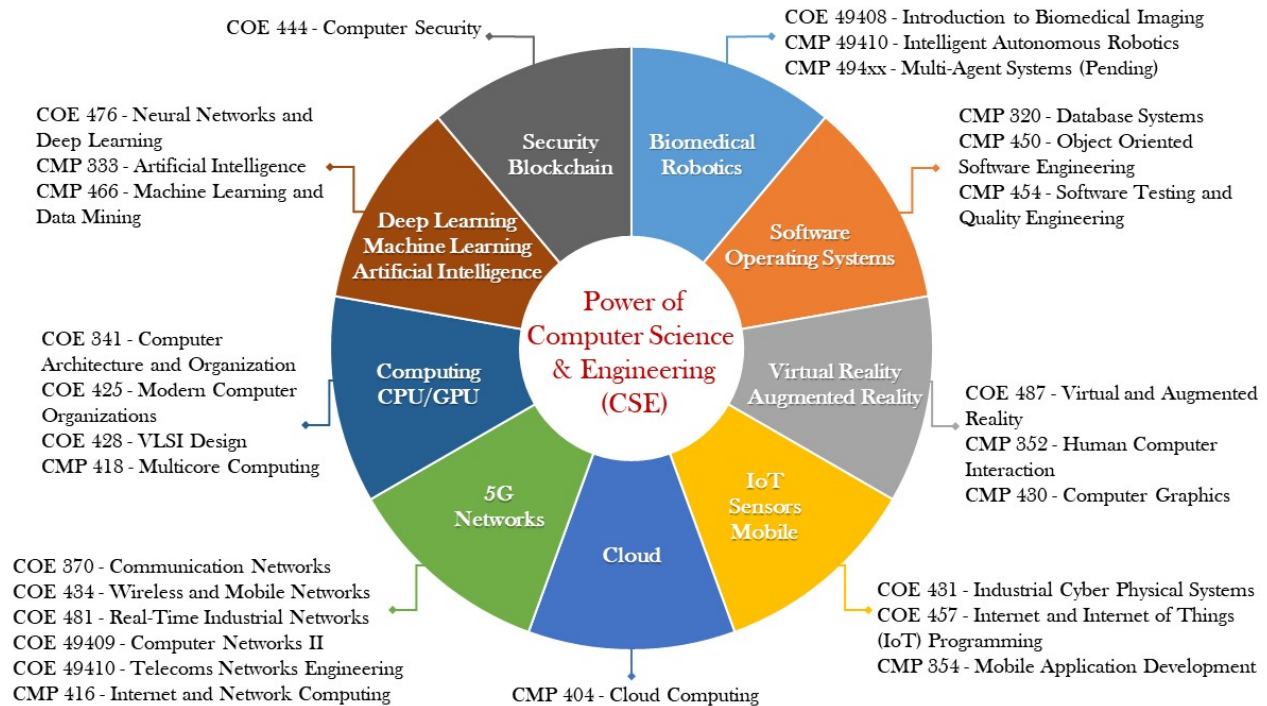 COE 444 - Computer Security
COE 49408 - Introduction to Biomedical Imaging
CMP 49410 - Intelligent Autonomous Robotics
CMP 494xx - Multi-Agent Systems (Pending)
COE 476 - Neural Networks and
Deep Learning
CMP 333 - Artificial Intelligence
CMP 466 - Machine Learning and
Data Mining
CMP 320 - Database Systems
CMP 450 - Object Oriented
Software Engineering
CMP 454 - Software Testing and
Quality Engineering
Security
Blockchain
Biomedical
Robotics
Deep Learning
Machine Learning
Artificial Intelligence
Software
Operating Systems
Power of
Computer Science
& Engineering
(CSE)
COE 341 - Computer
Architecture and Organization
COE 425 - Modern Computer
Organizations
COE 428 - VLSI Design
CMP 418 - Multicore Computing
Computing
CPU/GPU
Virtual Reality
Augmented Reality
COE 487 - Virtual and Augmented
Reality
CMP 352 - Human Computer
Interaction
CMP 430 - Computer Graphics
5G
Networks
Cloud
IoT
Sensors
Mobile
COE 370 - Communication Networks
COE 434 - Wireless and Mobile Networks
COE 481 - Real-Time Industrial Networks
COE 49409 - Computer Networks II
COE 49410 - Telecoms Networks Engineering
CMP 416 - Internet and Network Computing
CMP 404 - Cloud Computing
COE 431 - Industrial Cyber Physical Systems
COE 457 - Internet and Internet of Things
(IoT) Programming
CMP 354 - Mobile Application Development